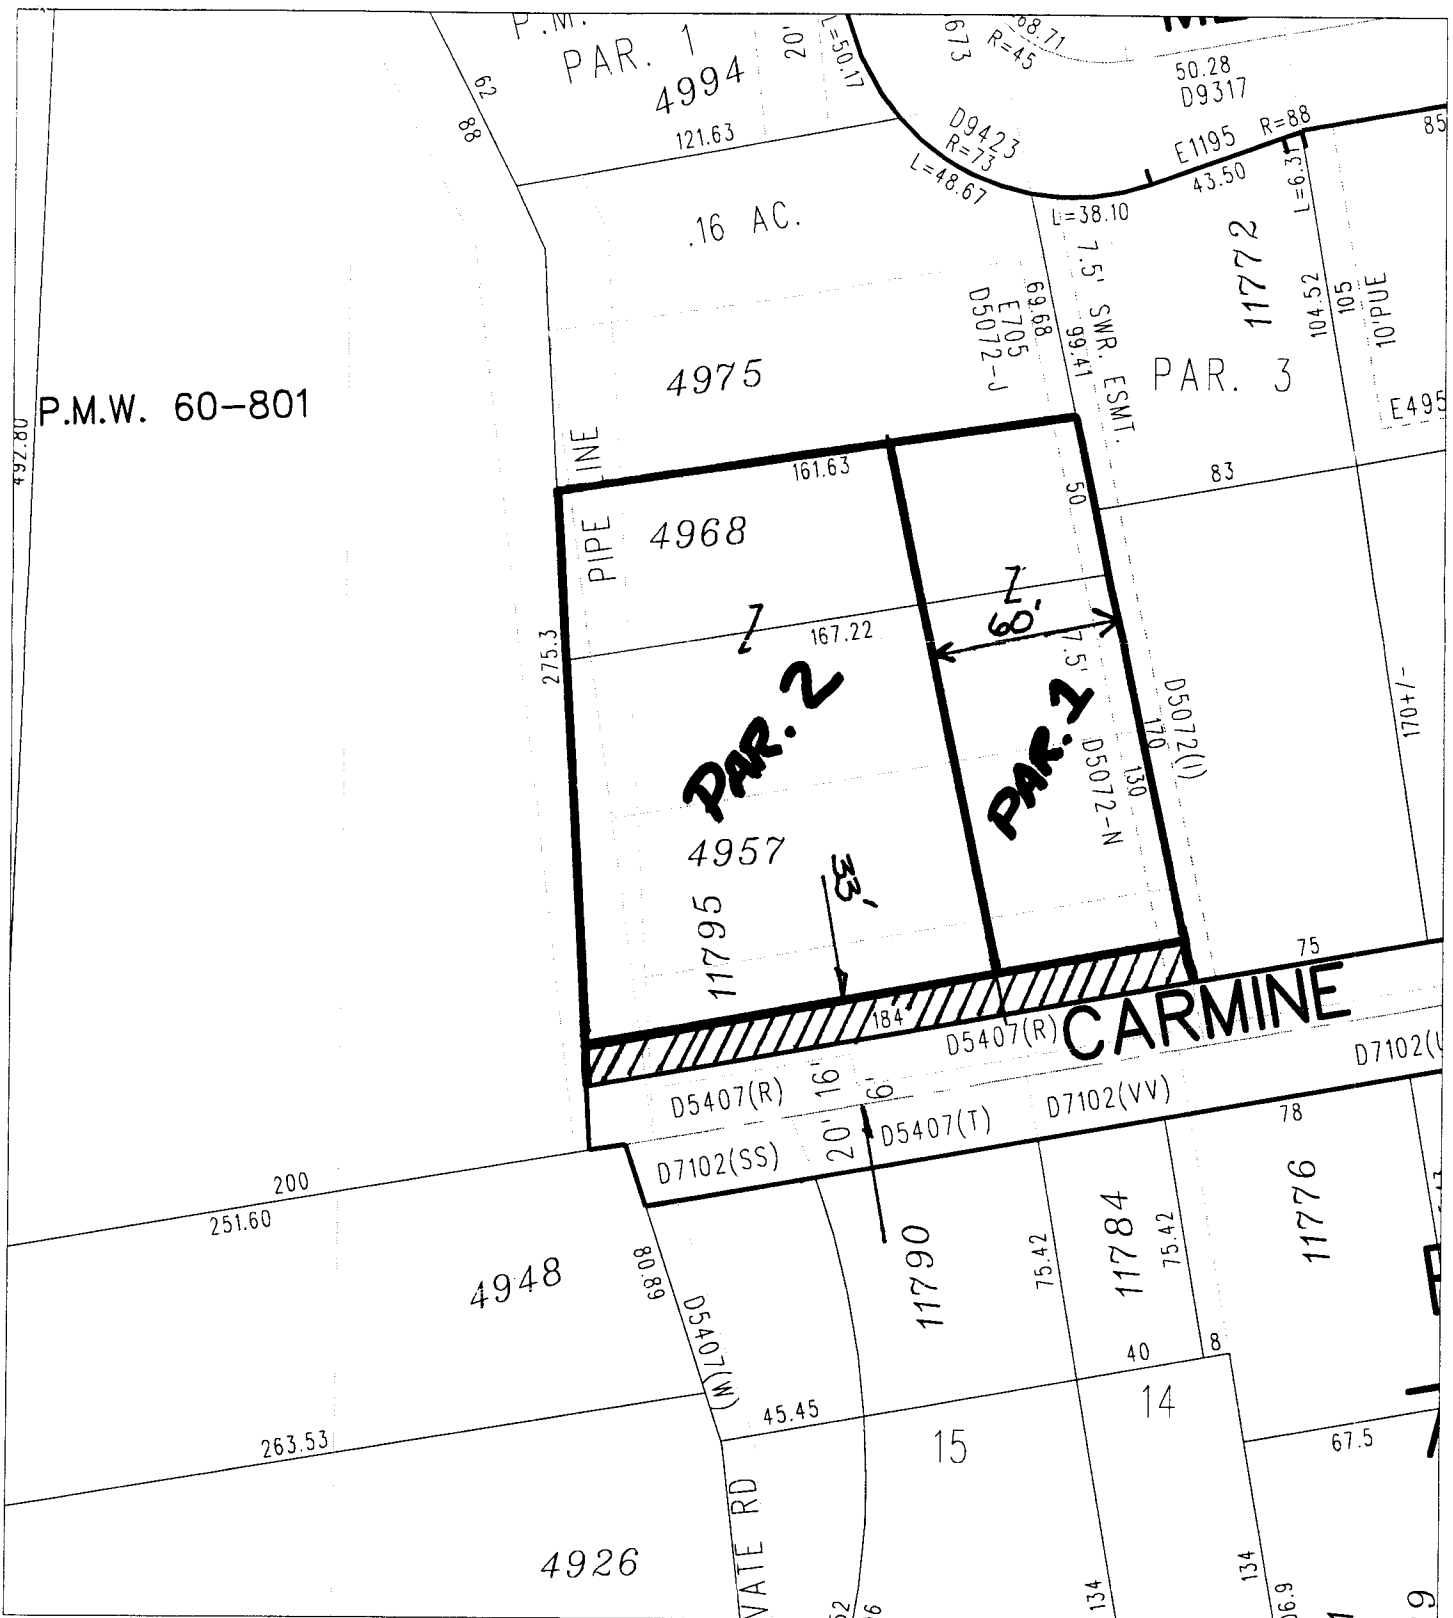 P.M.
PAR. 1
4994
20'
L=50.17
673
68.71
R=45
50.28
D9317
62
88
121.63
D9423
R=73
L=48.67
E1195
R=88
85
43.50
L=6.31
.16 AC.
L=38.10
7.5' SWR. ESMT.
11772
104.52
105
10'PUE
69.68
E705
D5072-J
99.41
4975
PAR. 3
E495
P.M.W. 60-801
492.80
PIPE LINE
161.63
50
83
4968
275.3
167.22
Z
Z
60'
7.5'
PAR. 2
PAR. 1
D5072(I)
170
130
D5072-N
170+/-
4957
33'
11795
75
184'
D5407(R)
CARMINE
D5407(R)
16'
6'
D7102(VV)
D7102(U
20'
D5407(T)
78
D7102(SS)
200
251.60
80.89
4948
11790
75.42
11784
75.42
11776
D5407(W)
40
8
14
45.45
15
67.5
263.53
4926
VATE RD
134
134
06.9